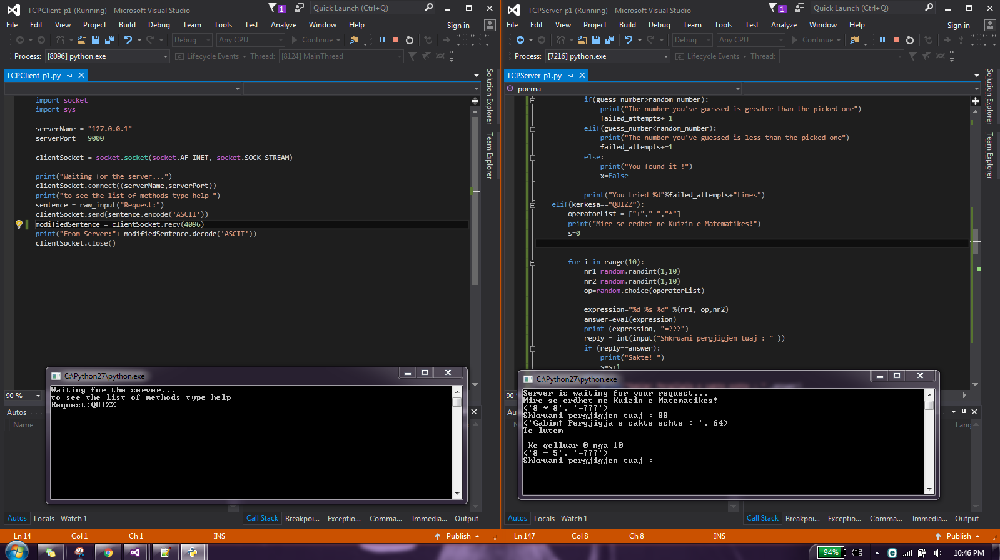 TCPClient_p1 (Running) - Microsoft Visual Studio
1
Quick Launch (Ctrl+Q)
File Edit View Project Build Debug Team Tools Test Analyze Window Help
Sign in
Debug Any CPU Continue
Process: [8096] python.exe Lifecycle Events Thread: [8124] MainThread
TCPClient_p1.py
Solution Explorer
Team Explorer
import socket
import sys
serverName = "127.0.0.1"
serverPort = 9000
clientSocket = socket.socket(socket.AF_INET, socket.SOCK_STREAM)
print("Waiting for the server...")
clientSocket.connect((serverName,serverPort))
print("to see the list of methods type help ")
sentence = raw_input("Request:")
clientSocket.send(sentence.encode('ASCII'))
modifiedSentence = clientSocket.recv(4096)
print("From Server:"+ modifiedSentence.decode('ASCII'))
clientSocket.close()
C:\Python27\python.exe
Waiting for the server...
to see the list of methods type help
Request:QUIZZ
90 %
Autos
Name
Autos Locals Watch 1
Call Stack Breakpoi... Exceptio... Comma... Immedia... Output
Ln 14 Col 1 Ch 1 INS Publish
TCPServer_p1 (Running) - Microsoft Visual Studio
1
Quick Launch (Ctrl+Q)
File Edit View Project Build Debug Team Tools Test Analyze Window Help
Sign in
Debug Any CPU Continue
Process: [7216] python.exe Lifecycle Events Thread:
TCPServer_p1.py
poema
Solution Explorer
Team Explorer
if(guess_number>random_number):
print("The number you've guessed is greater than the picked one")
failed_attempts+=1
elif(guess_number<random_number):
print("The number you've guessed is less than the picked one")
failed_attempts+=1
else:
print("You found it !")
x=False
print("You tried %d"%failed_attempts+"times")
elif(kerkesa=="QUIZZ"):
operatorList = ["+","-","*"]
print("Mire se erdhet ne Kuizin e Matematikes!")
s=0
for i in range(10):
nr1=random.randint(1,10)
nr2=random.randint(1,10)
op=random.choice(operatorList)
expression="%d %s %d" %(nr1, op,nr2)
answer=eval(expression)
print (expression, "=???")
reply = int(input("Shkruani pergjigjen tuaj : " ))
if (reply==answer):
print("Sakte! ")
s=s+1
C:\Python27\python.exe
Server is waiting for your request...
Mire se erdhet ne Kuizin e Matematikes!
('8 * 8', '=???')
Shkruani pergjigjen tuaj : 88
('Gabim! Pergjigja e sakte eshte : ', 64)
Te lutem
Ke qelluar 0 nga 10
('8 - 5', '=???')
Shkruani pergjigjen tuaj :
90
Au
Lang
Autos Locals Watch 1
Call Stack Breakpoi... Exceptio... Comma... Immedia... Output
Ln 147 Col 8 Ch 8 INS Publish
94%
10:46 PM